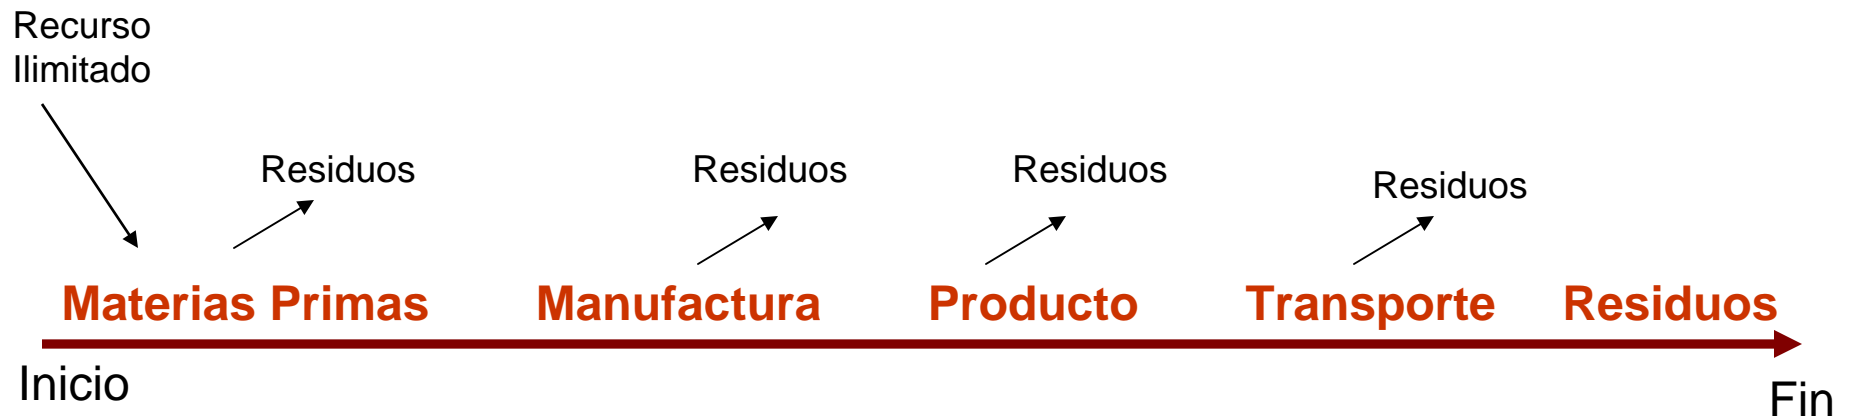 Recurso
Ilimitado
Residuos
Residuos
Residuos
Residuos
Materias Primas
Manufactura
Producto
Transporte
Residuos
Inicio
Fin